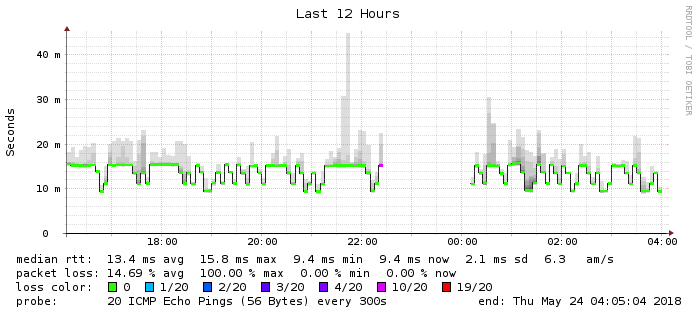 Last 12 Hours
RRDTOOL / TOBI OETIKER
Seconds
40 m
30 m
20 m
10 m
0
18:00 20:00 22:00 00:00 02:00 04:00
median rtt: 13.4 ms avg 15.8 ms max 9.4 ms min 9.4 ms now 2.1 ms sd 6.3 am/s
packet loss: 14.69 % avg 100.00 % max 0.00 % min 0.00 % now
loss color: 0 1/20 2/20 3/20 4/20 10/20 19/20
probe: 20 ICMP Echo Pings (56 Bytes) every 300s end: Thu May 24 04:05:04 2018